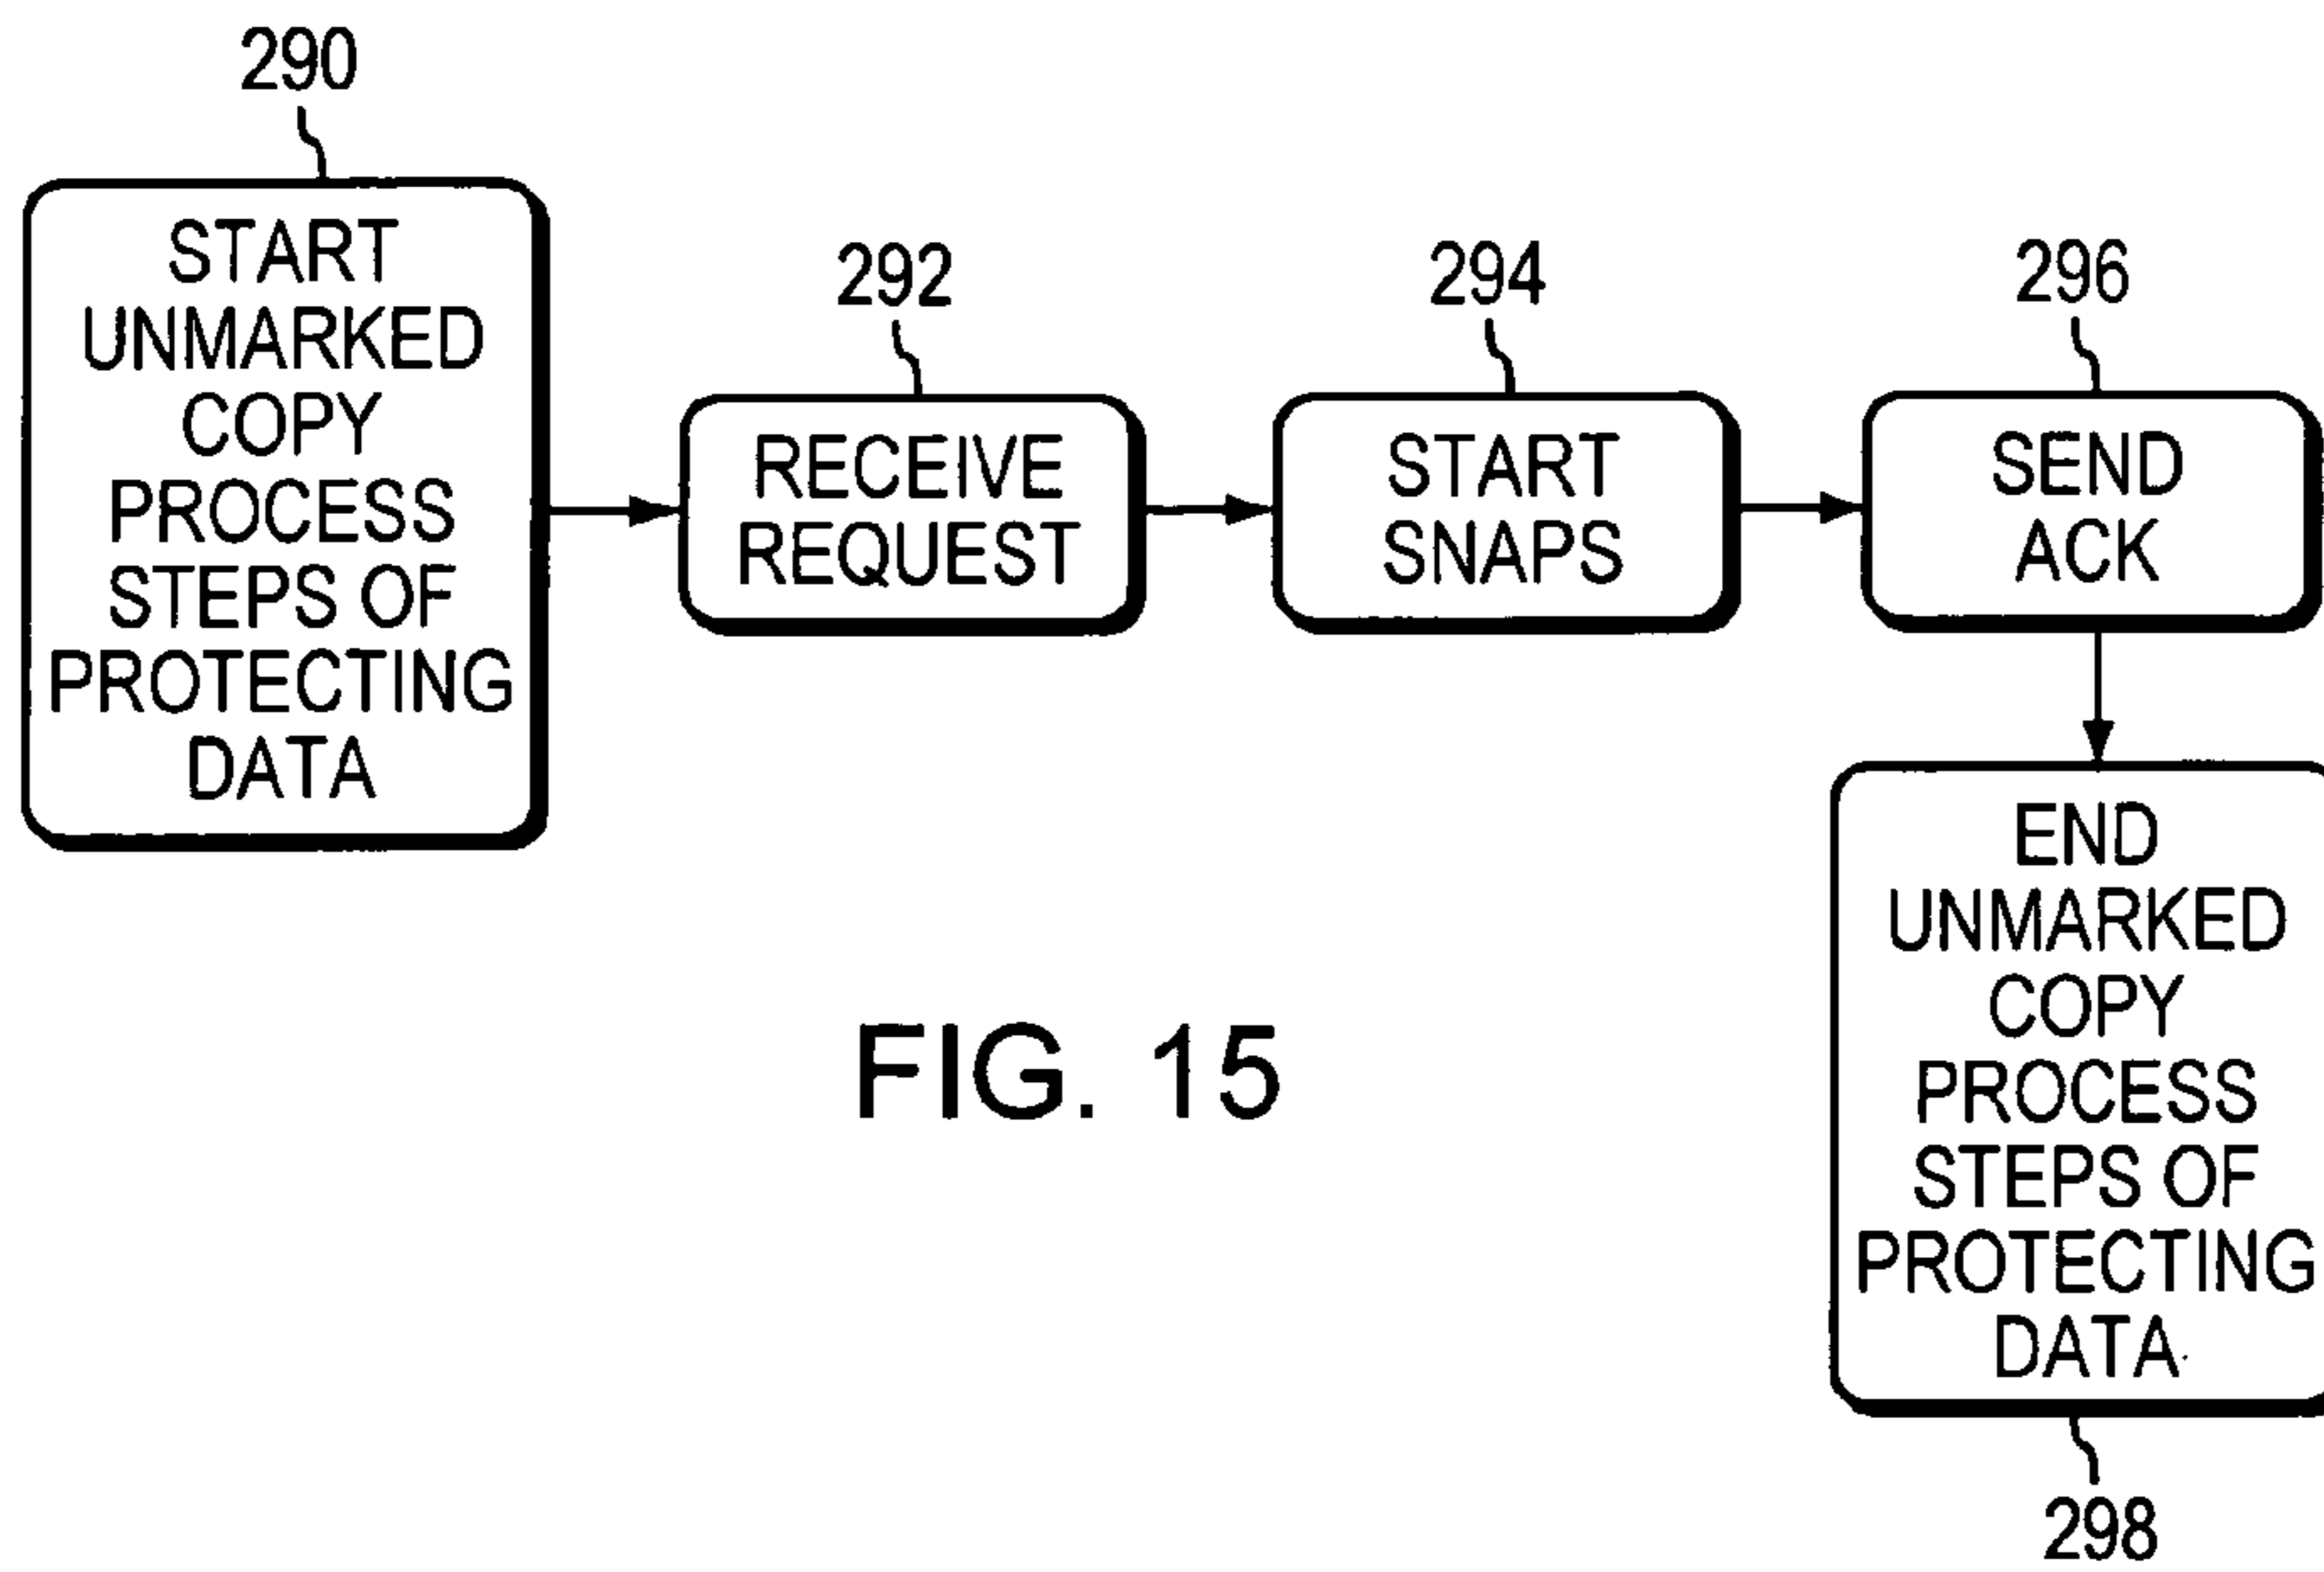 290
START
UNMARKED
COPY
PROCESS
STEPS OF
PROTECTING
DATA
292
RECEIVE
REQUEST
294
START
SNAPS
296
SEND
ACK
END
UNMARKED
COPY
PROCESS
STEPS OF
PROTECTING
DATA
298
FIG. 15